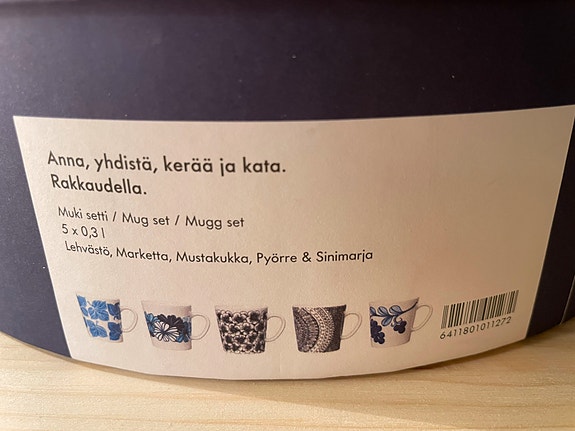 Anna, yhdistä, kerää ja kata.
Rakkaudella.
Muki setti / Mug set / Mugg set
5 x 0,3 l
Lehvästö, Marketta, Mustakukka, Pyörre & Sinimarja
6411801011272